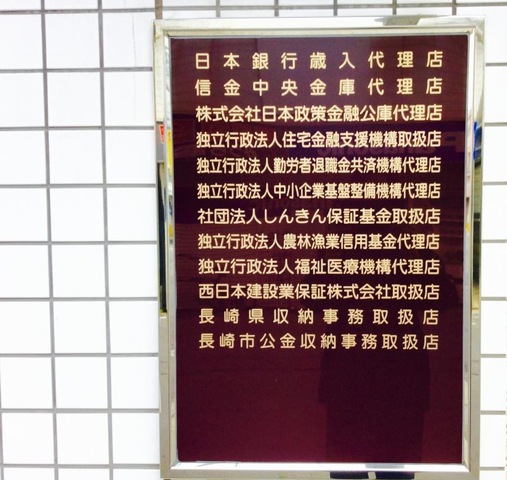 日本銀行歳入代理店
信金中央金庫代理店
株式会社日本政策金融公庫代理店
独立行政法人住宅金融支援機構取扱店
独立行政法人勤労者退職金共済機構代理店
独立行政法人中小企業基盤整備機構代理店
社団法人しんきん保証基金取扱店
独立行政法人農林漁業信用基金代理店
独立行政法人福祉医療機構代理店
西日本建設業保証株式会社取扱店
長崎県収納事務取扱店
長崎市公金収納事務取扱店